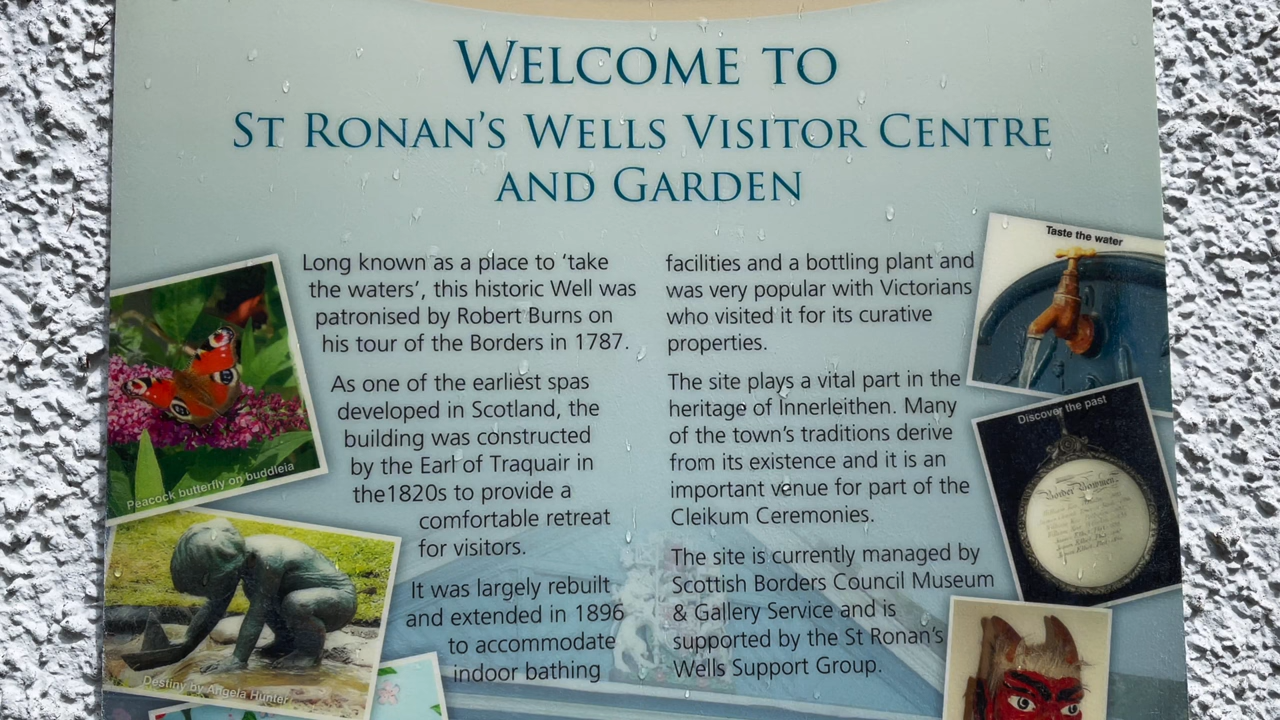 WELCOME TO
ST RONAN'S WELLS VISITOR CENTRE
AND GARDEN
Long known as a place to 'take
the waters', this historic Well was
patronised by Robert Burns on
his tour of the Borders in 1787.
As one of the earliest spas
developed in Scotland, the
building was constructed
by the Earl of Traquair in
the1820s to provide a
comfortable retreat
for visitors.
It was largely rebuilt
and extended in 1896
to accommodate
indoor bathing
facilities and a bottling plant and
was very popular with Victorians
who visited it for its curative
properties.
The site plays a vital part in the
heritage of Innerleithen. Many
of the town's traditions derive
from its existence and it is an
important venue for part of the
Cleikum Ceremonies.
The site is currently managed by
Scottish Borders Council Museum
& Gallery Service and is
supported by the St Ronan's
Wells Support Group.
Peacock butterfly on buddleia
Destiny by Angela Hunter
Taste the water
Discover the past
Border Bowmen